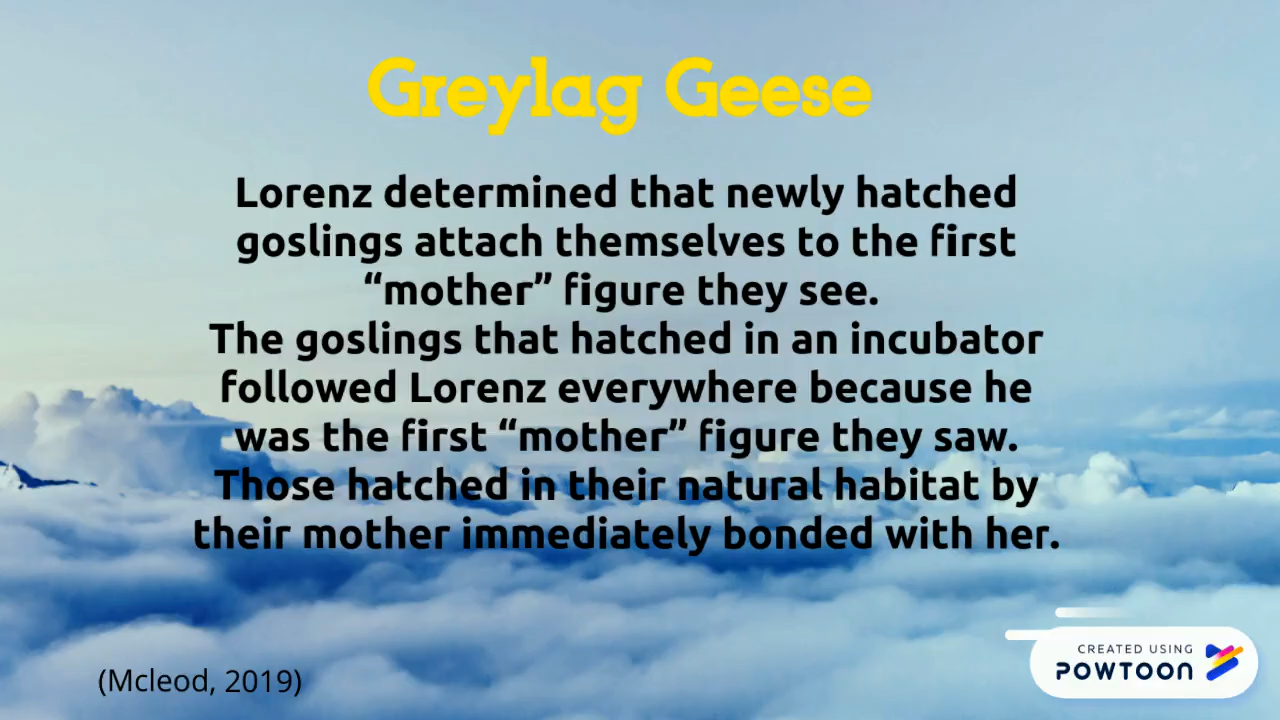 Greylag Geese
Lorenz determined that newly hatched
goslings attach themselves to the first
“mother” figure they see.
The goslings that hatched in an incubator
followed Lorenz everywhere because he
was the first “mother” figure they saw.
Those hatched in their natural habitat by
their mother immediately bonded with her.
(Mcleod, 2019)
CREATED USING
POWTOON